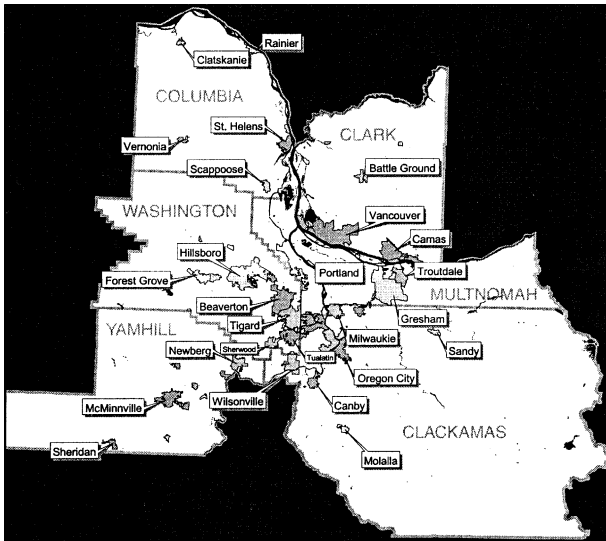 Rainier
Clatskanie
COLUMBIA
St. Helens
CLARK
Vernonia
Scappoose
Battle Ground
WASHINGTON
Vancouver
Camas
Hillsboro
Portland
Troutdale
Forest Grove
MULTNOMAH
Beaverton
Gresham
Tigard
YAMHILL
Milwaukie
Sherwood
Newberg
Tualatin
Sandy
Oregon City
Wilsonville
Canby
McMinnville
CLACKAMAS
Sheridan
Molalla